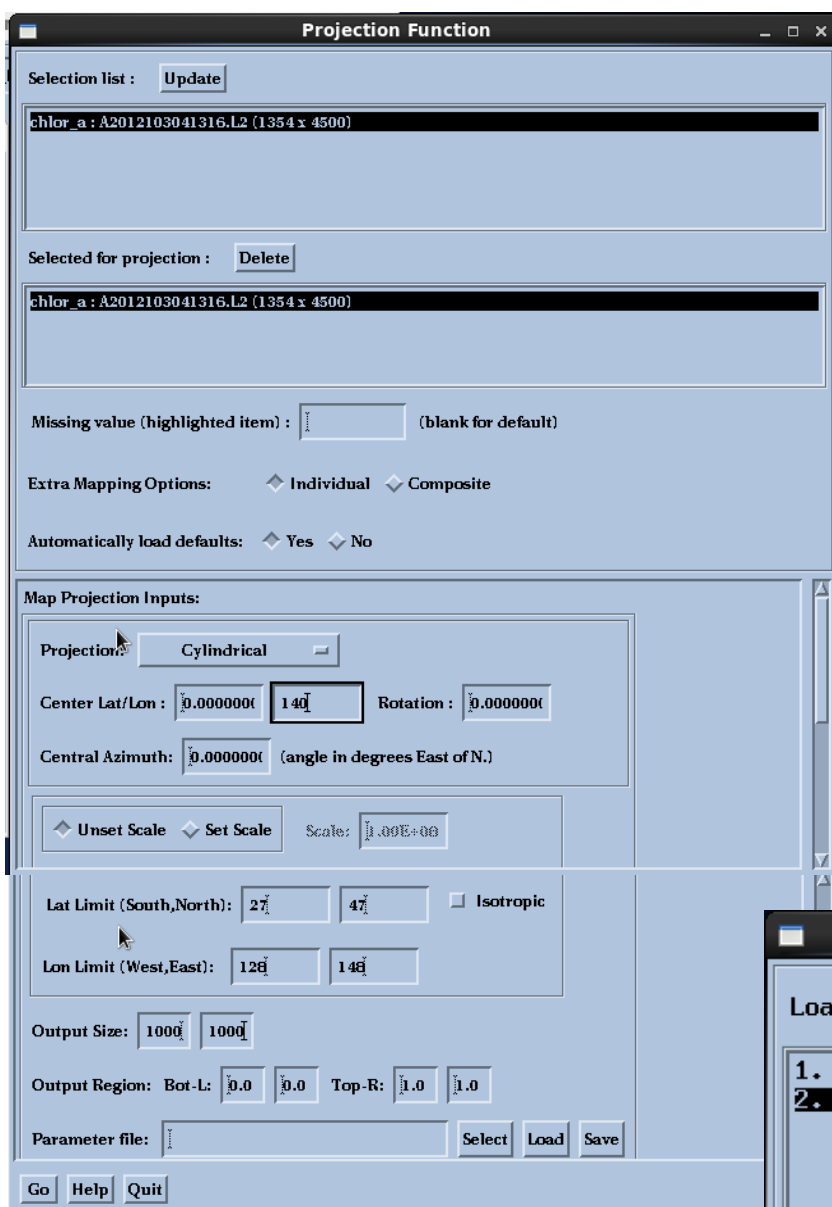 Projection Function
Selection list : Update
chlor_a : A2012103041316.L2 (1354 x 4500)
Selected for projection : Delete
chlor_a : A2012103041316.L2 (1354 x 4500)
Missing value (highlighted item) : (blank for default)
Extra Mapping Options: Individual Composite
Automatically load defaults: Yes No
Map Projection Inputs:
Projection: Cylindrical
Center Lat/Lon : 0.000000( 140 Rotation : 0.000000(
Central Azimuth: 0.000000( (angle in degrees East of N.)
Unset Scale Set Scale Scale: 1.00E+00
Lat Limit (South,North): 27 47 Isotropic
Lon Limit (West,East): 128 148
Output Size: 1000 1000
Output Region: Bot-L: 0.0 0.0 Top-R: 1.0 1.0
Parameter file: Select Load Save
Go Help Quit
Loa
1.
2.